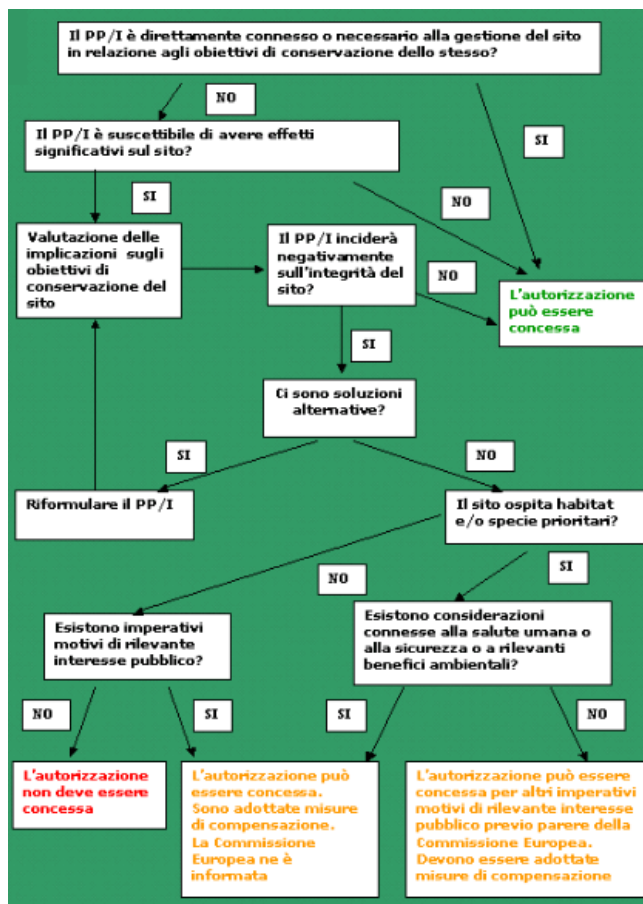 Il PP/I è direttamente connesso o necessario alla gestione del sito
in relazione agli obiettivi di conservazione dello stesso?
NO
Il PP/I è suscettibile di avere effetti
significativi sul sito?
SI
SI
NO
Valutazione delle
implicazioni sugli
obiettivi di
conservazione del
sito
Il PP/I inciderà
negativamente
sull'integrità del
sito?
NO
L'autorizzazione
può essere
concessa
SI
Ci sono soluzioni
alternative?
SI
NO
Riformulare il PP/I
Il sito ospita habitat
e/o specie prioritari?
NO
SI
Esistono imperativi
motivi di rilevante
interesse pubblico?
Esistono considerazioni
connesse alla salute umana o
alla sicurezza o a rilevanti
benefici ambientali?
NO
SI
SI
NO
L'autorizzazione
non deve essere
concessa
L'autorizzazione può
essere concessa.
Sono adottate misure
di compensazione.
La Commissione
Europea ne è
informata
L'autorizzazione può essere
concessa per altri imperativi
motivi di rilevante interesse
pubblico previo parere della
Commissione Europea.
Devono essere adottate
misure di compensazione